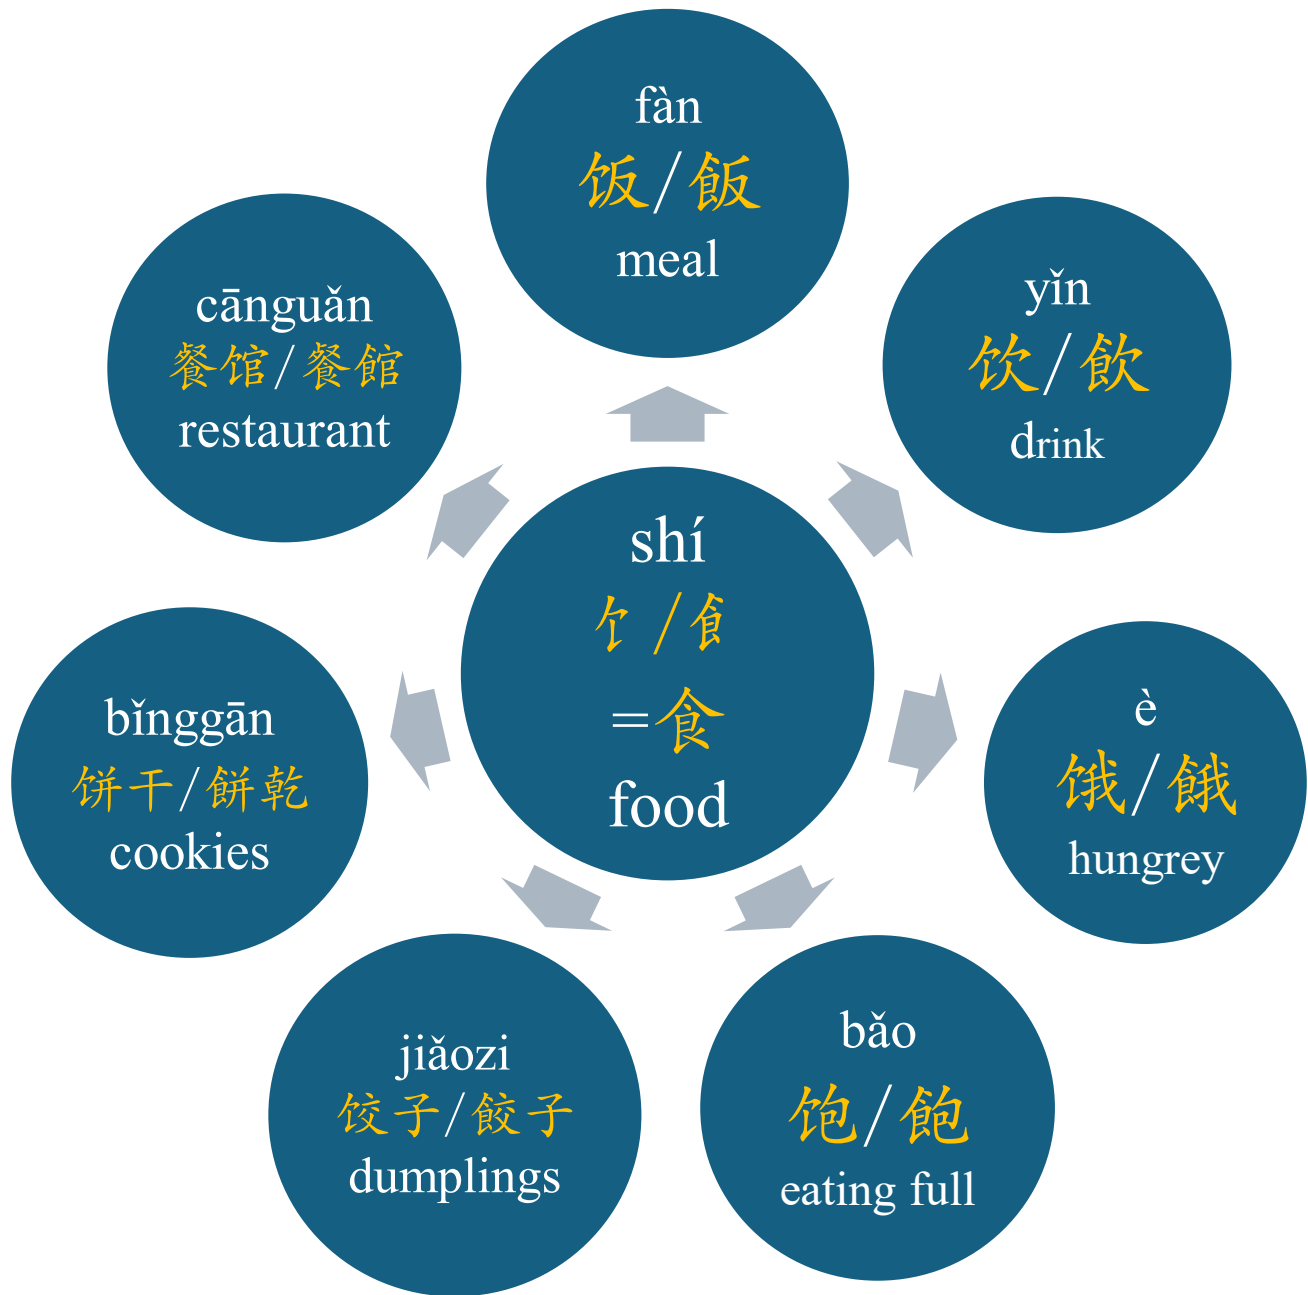 fàn
饭/飯
meal
yǐn
饮/飲
drink
è
饿/餓
hungrey
bǎo
饱/飽
eating full
jiǎozi
饺子/餃子
dumplings
bǐnggān
饼干/餅乾
cookies
cānguǎn
餐馆/餐館
restaurant
shí
饣/飠
=食
food